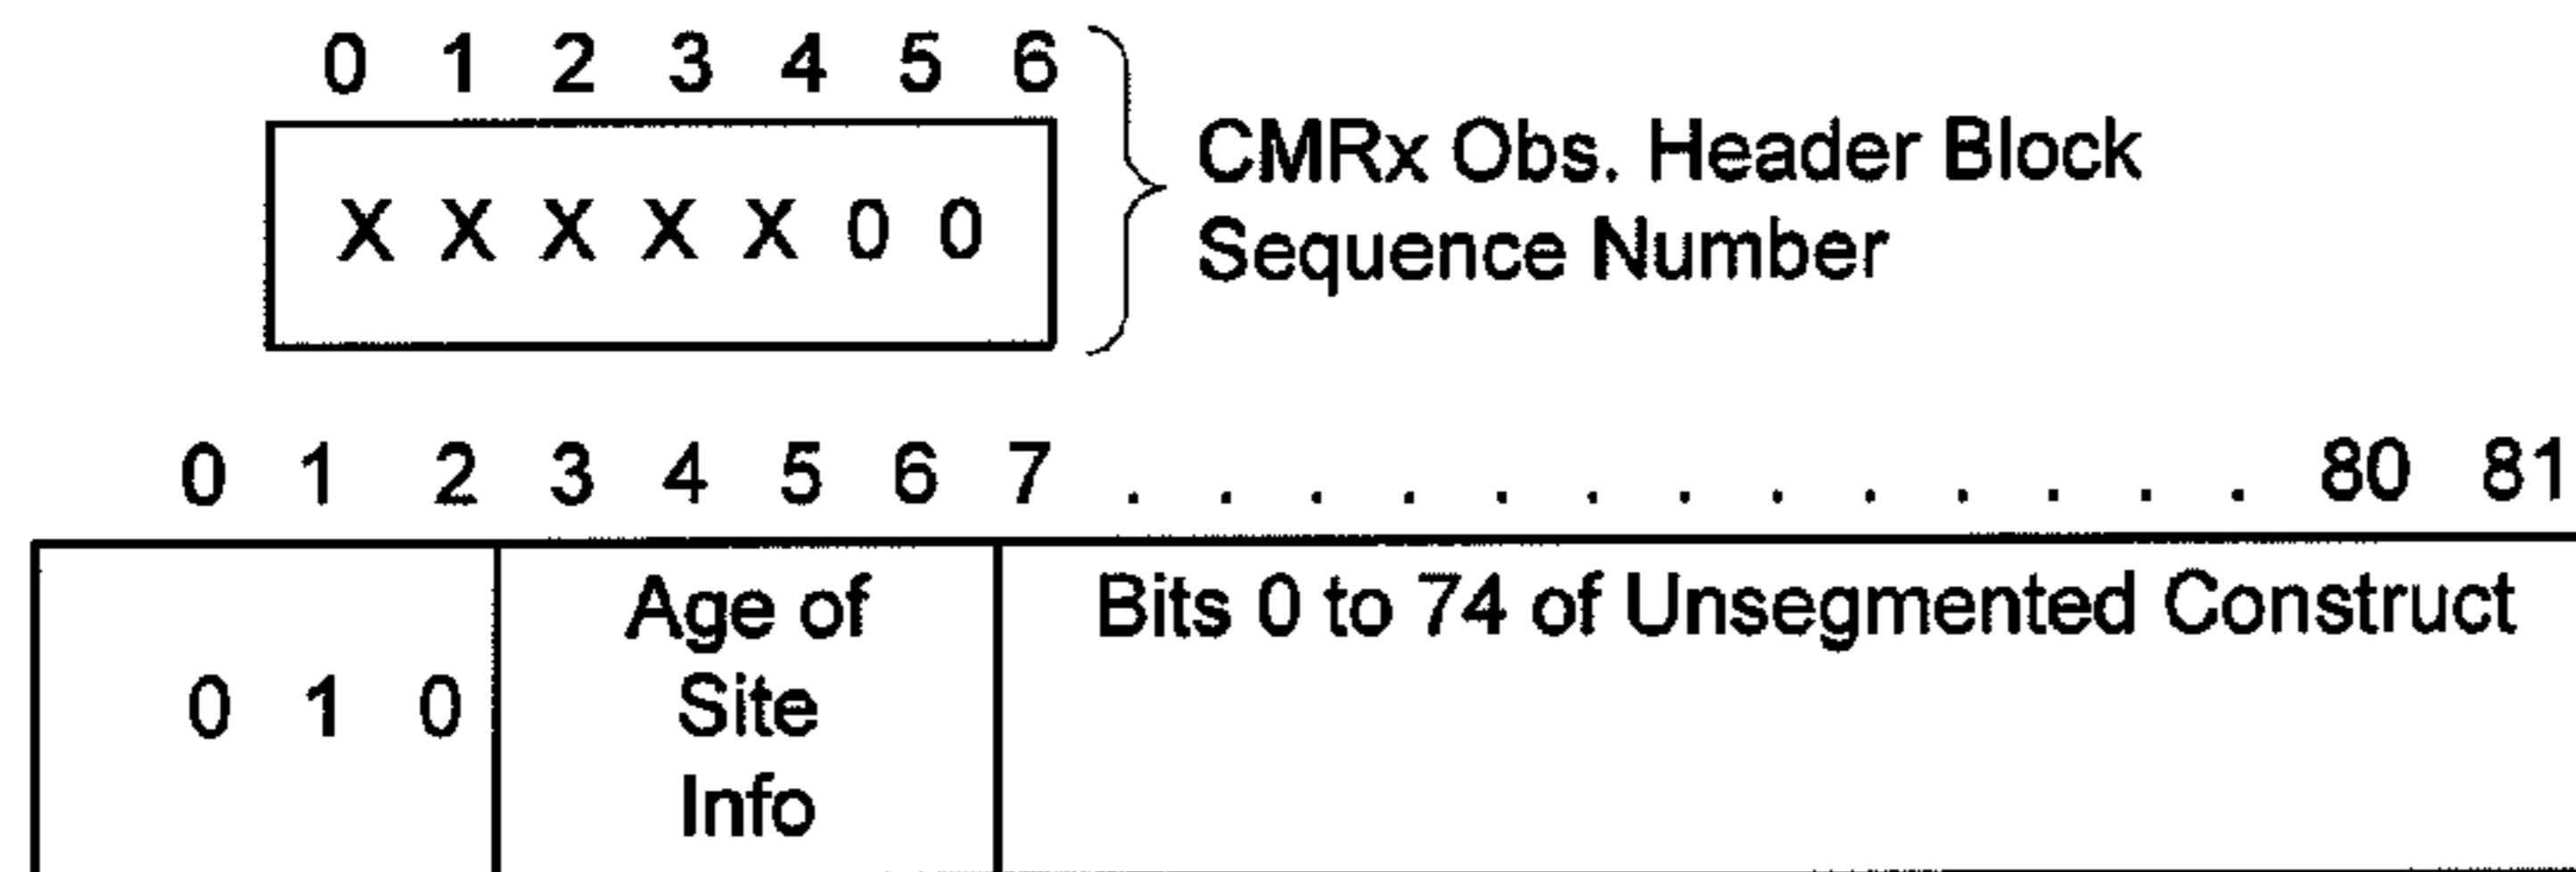 0 1 2 3 4 5 6
CMRx Obs. Header Block
X X X X X 0 0
Sequence Number
0 1 2 3 4 5 6 7 . . . . . . . . . . . . . 80 81
Age of
Bits 0 to 74 of Unsegmented Construct
0 1 0
Site
Info